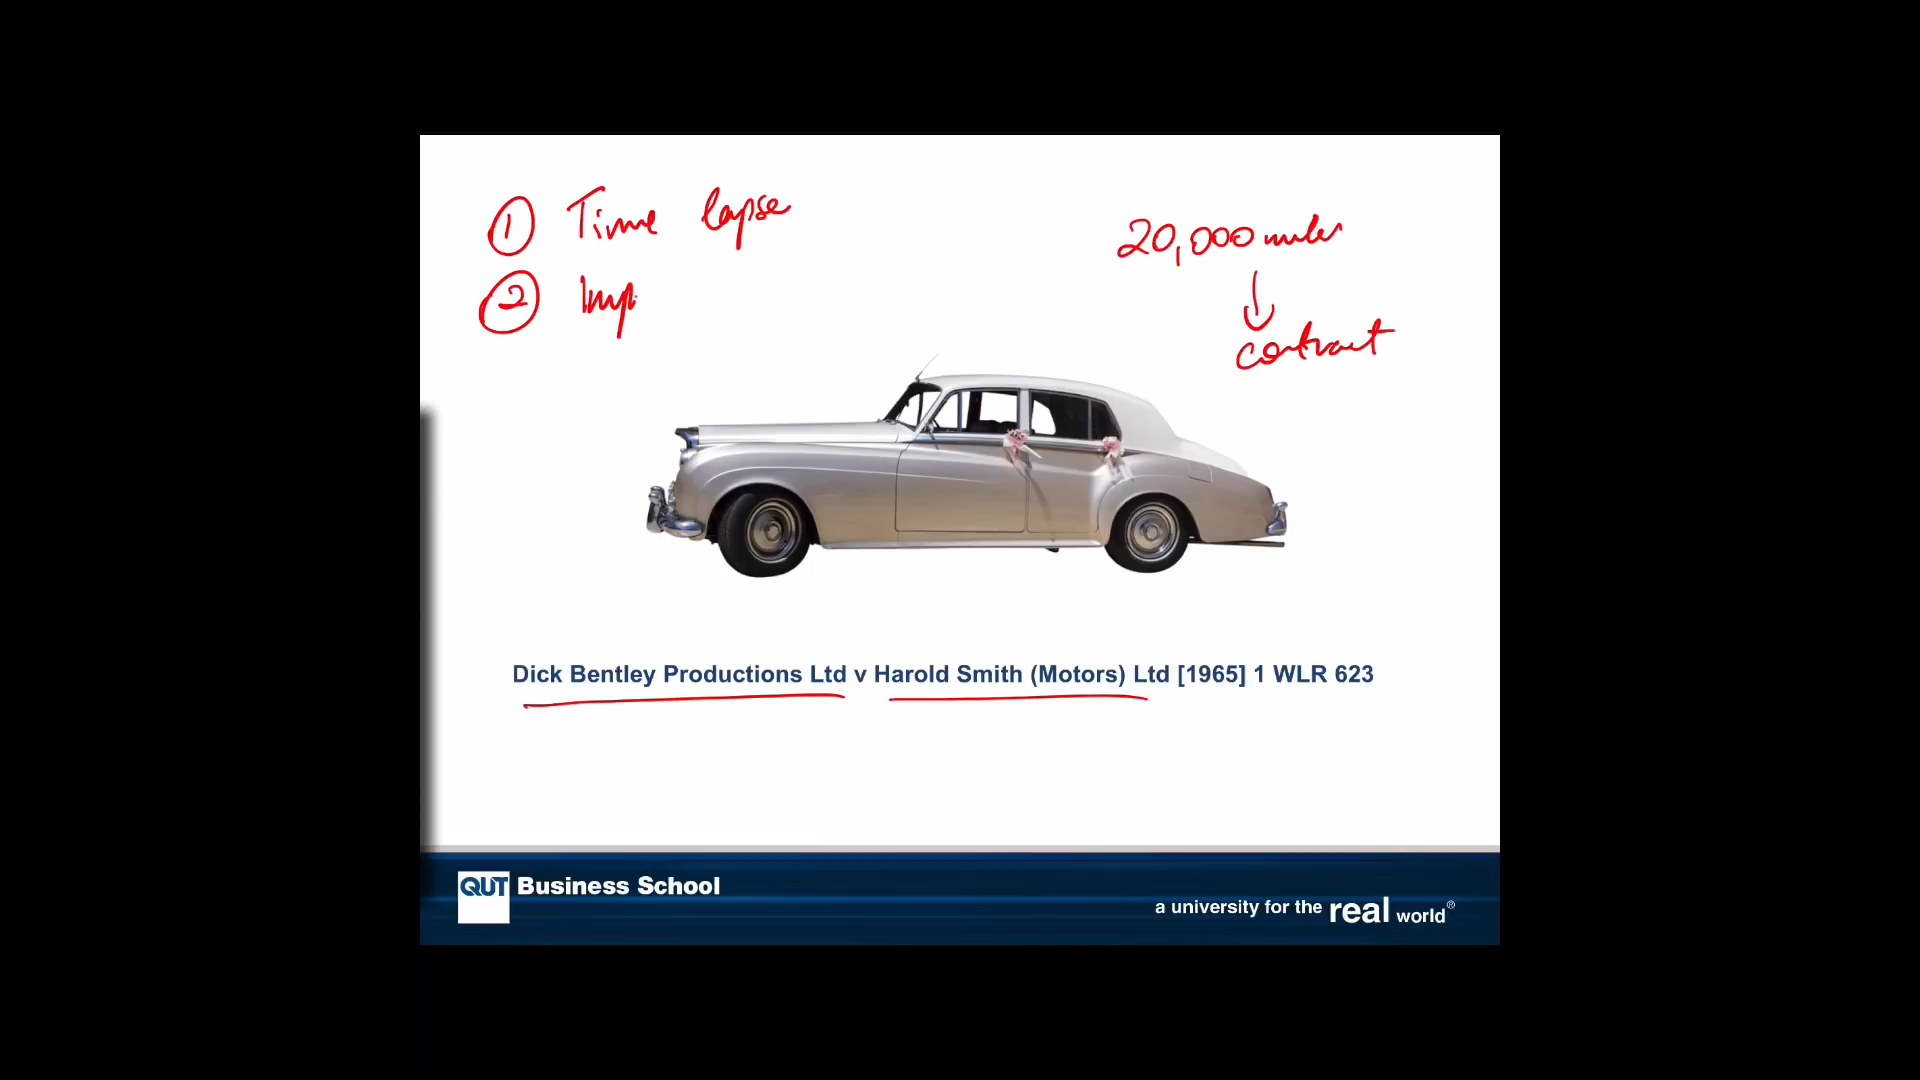 ① Time lapse
20,000 miles
② Imp
contract
Dick Bentley Productions Ltd v Harold Smith (Motors) Ltd [1965] 1 WLR 623
QUT Business School
a university for the real world®